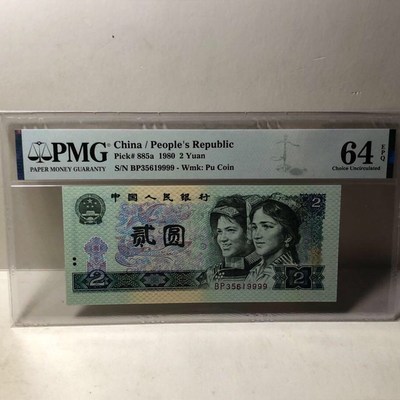 PMG
PAPER MONEY GUARANTY
China / People's Republic
Pick# 885a 1980 2 Yuan
S/N BP35619999 - Wmk: Pu Coin
64 EPQ
Choice Uncirculated
中国人民银行
2
贰圆
2
2
BP35619999